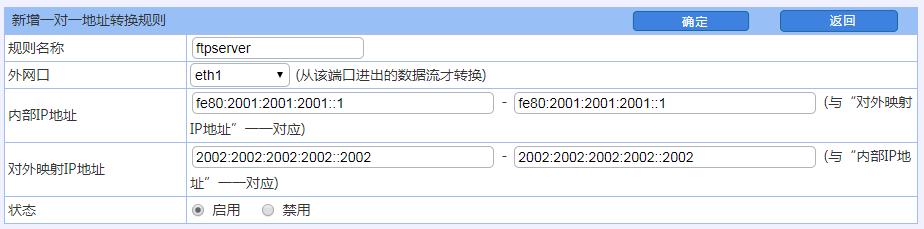 新增一对一地址转换规则 确定 返回
规则名称 ftpserver
外网口 eth1 (从该端口进出的数据流才转换)
内部IP地址 fe80:2001:2001:2001::1 - fe80:2001:2001:2001::1 (与“对外映射
IP地址”一一对应)
对外映射IP地址 2002:2002:2002:2002::2002 - 2002:2002:2002:2002::2002 (与“内部IP地
址”一一对应)
状态 启用 禁用